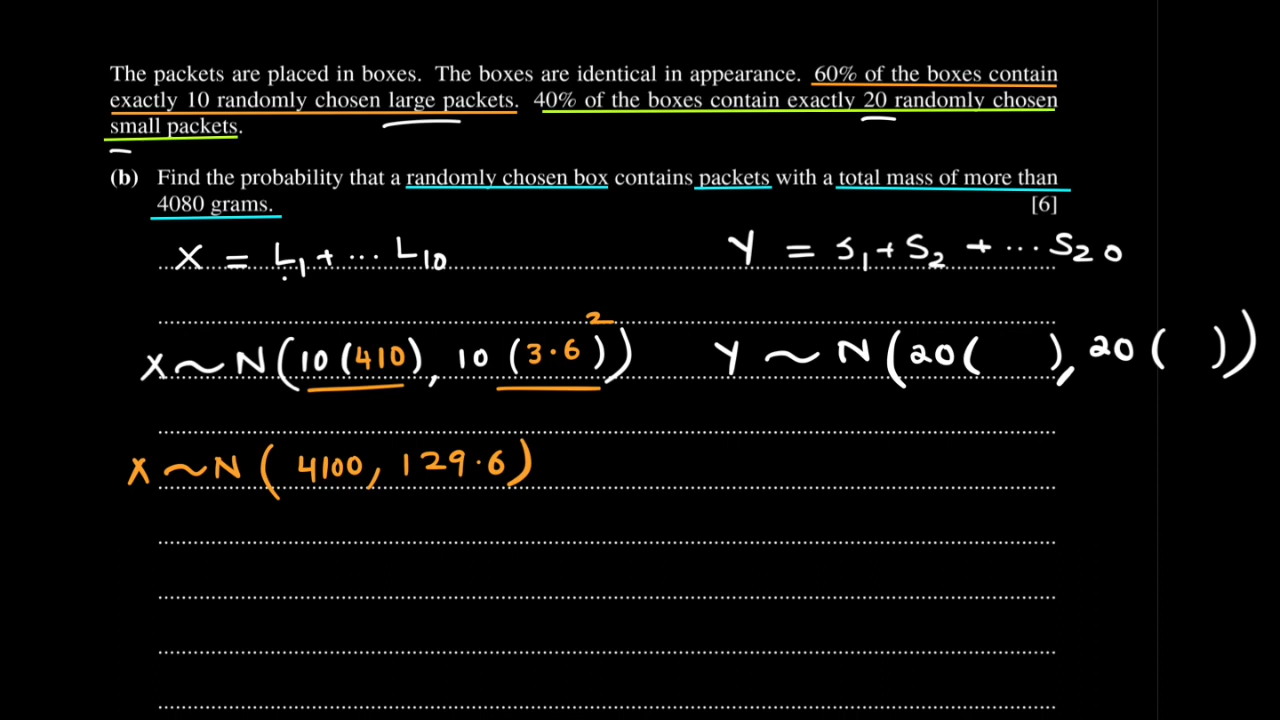 The packets are placed in boxes. The boxes are identical in appearance. 60% of the boxes contain
exactly 10 randomly chosen large packets. 40% of the boxes contain exactly 20 randomly chosen
small packets.
(b) Find the probability that a randomly chosen box contains packets with a total mass of more than
4080 grams. [6]
X = L₁ + ... L₁₀ Y = S₁ + S₂ + ... S₂₀
X ~ N(10(410), 10(3·6)²) Y ~ N(20( ), 20( ))
X ~ N(4100, 129·6)